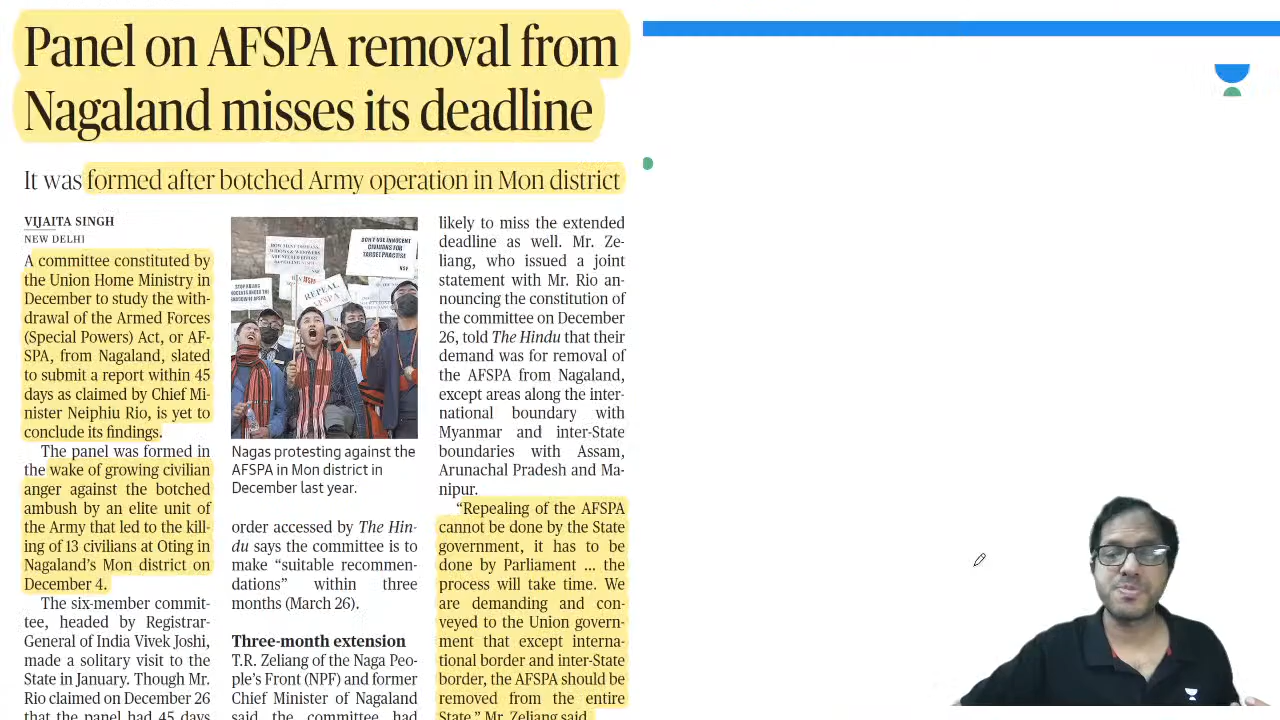 Panel on AFSPA removal from
Nagaland misses its deadline
It was formed after botched Army operation in Mon district
VIJAITA SINGH
NEW DELHI
A committee constituted by
the Union Home Ministry in
December to study the with-
drawal of the Armed Forces
(Special Powers) Act, or AF-
SPA, from Nagaland, slated
to submit a report within 45
days as claimed by Chief Mi-
nister Neiphiu Rio, is yet to
conclude its findings.
The panel was formed in
the wake of growing civilian
anger against the botched
ambush by an elite unit of
the Army that led to the kill-
ing of 13 civilians at Oting in
Nagaland's Mon district on
December 4.
The six-member commit-
tee, headed by Registrar-
General of India Vivek Joshi,
made a solitary visit to the
State in January. Though Mr.
Rio claimed on December 26
that the panel had 45 days
DON'T USE INNOCENT
CIVILIANS FOR
TARGET PRACTISE
NSF
REPEAL
AFSPA
Nagas protesting against the
AFSPA in Mon district in
December last year.
order accessed by The Hin-
du says the committee is to
make “suitable recommen-
dations” within three
months (March 26).
Three-month extension
T.R. Zeliang of the Naga Peo-
ple's Front (NPF) and former
Chief Minister of Nagaland
said the committee had
likely to miss the extended
deadline as well. Mr. Ze-
liang, who issued a joint
statement with Mr. Rio an-
nouncing the constitution of
the committee on December
26, told The Hindu that their
demand was for removal of
the AFSPA from Nagaland,
except areas along the inter-
national boundary with
Myanmar and inter-State
boundaries with Assam,
Arunachal Pradesh and Ma-
nipur.
“Repealing of the AFSPA
cannot be done by the State
government, it has to be
done by Parliament ... the
process will take time. We
are demanding and con-
veyed to the Union govern-
ment that except interna-
tional border and inter-State
border, the AFSPA should be
removed from the entire
State,” Mr. Zeliang said.